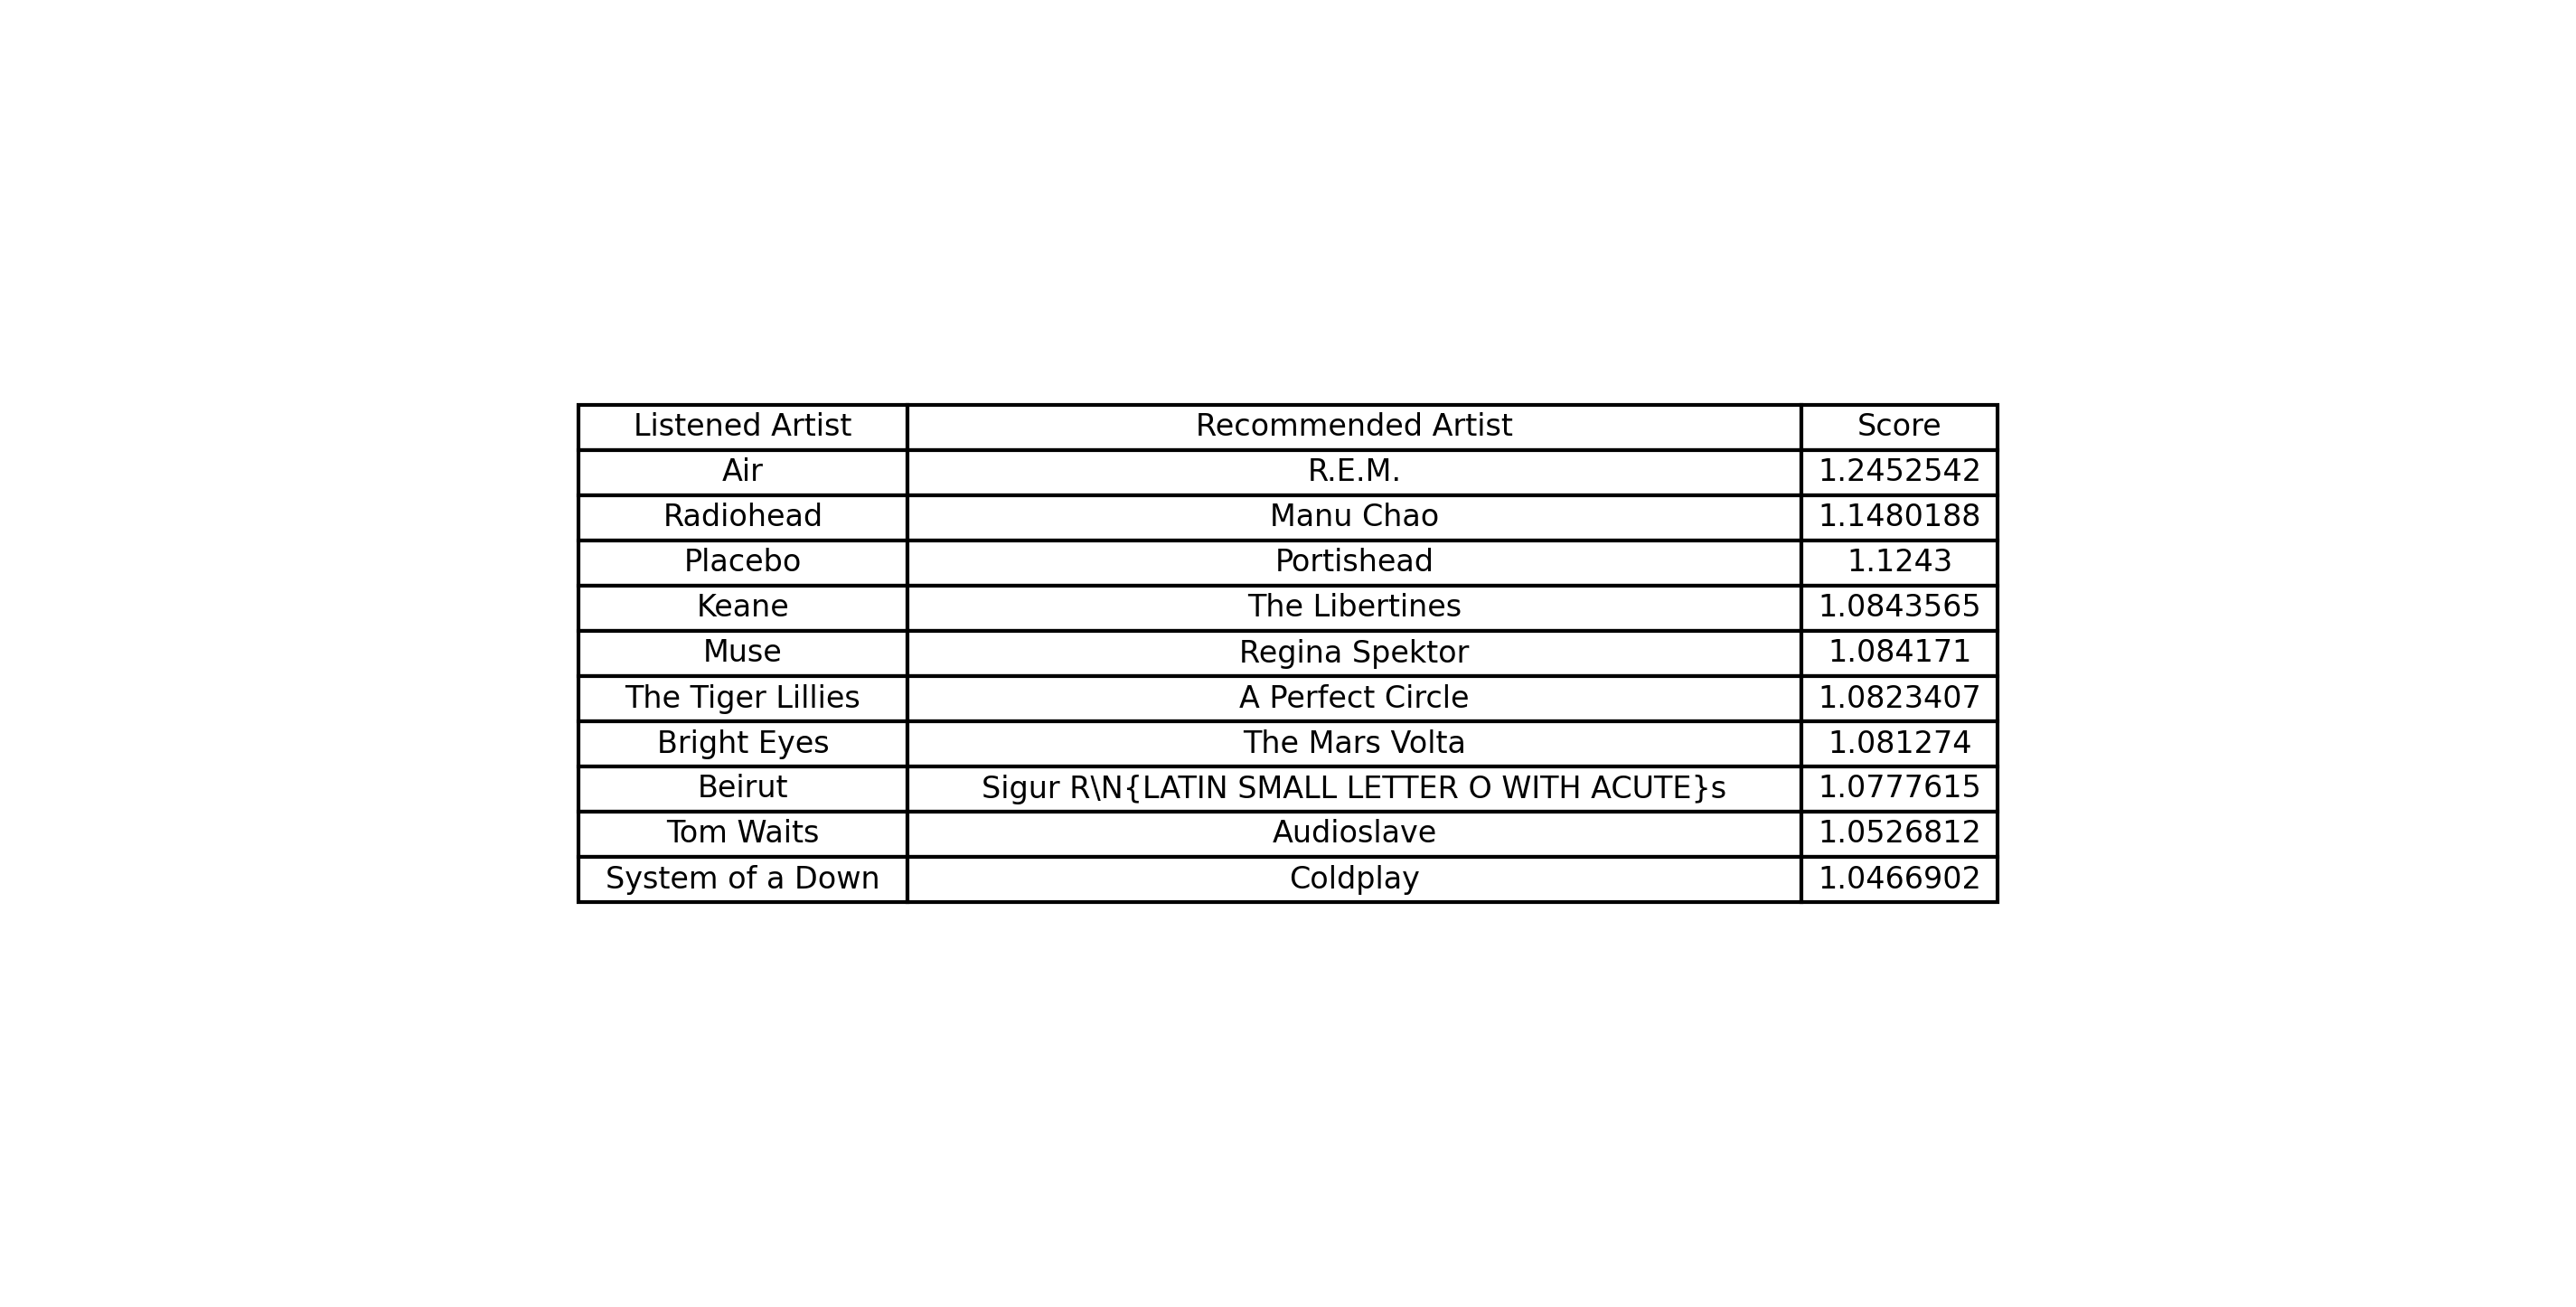 Listened Artist Recommended Artist Score
Air R.E.M. 1.2452542
Radiohead Manu Chao 1.1480188
Placebo Portishead 1.1243
Keane The Libertines 1.0843565
Muse Regina Spektor 1.084171
The Tiger Lillies A Perfect Circle 1.0823407
Bright Eyes The Mars Volta 1.081274
Beirut Sigur R\N{LATIN SMALL LETTER O WITH ACUTE}s 1.0777615
Tom Waits Audioslave 1.0526812
System of a Down Coldplay 1.0466902